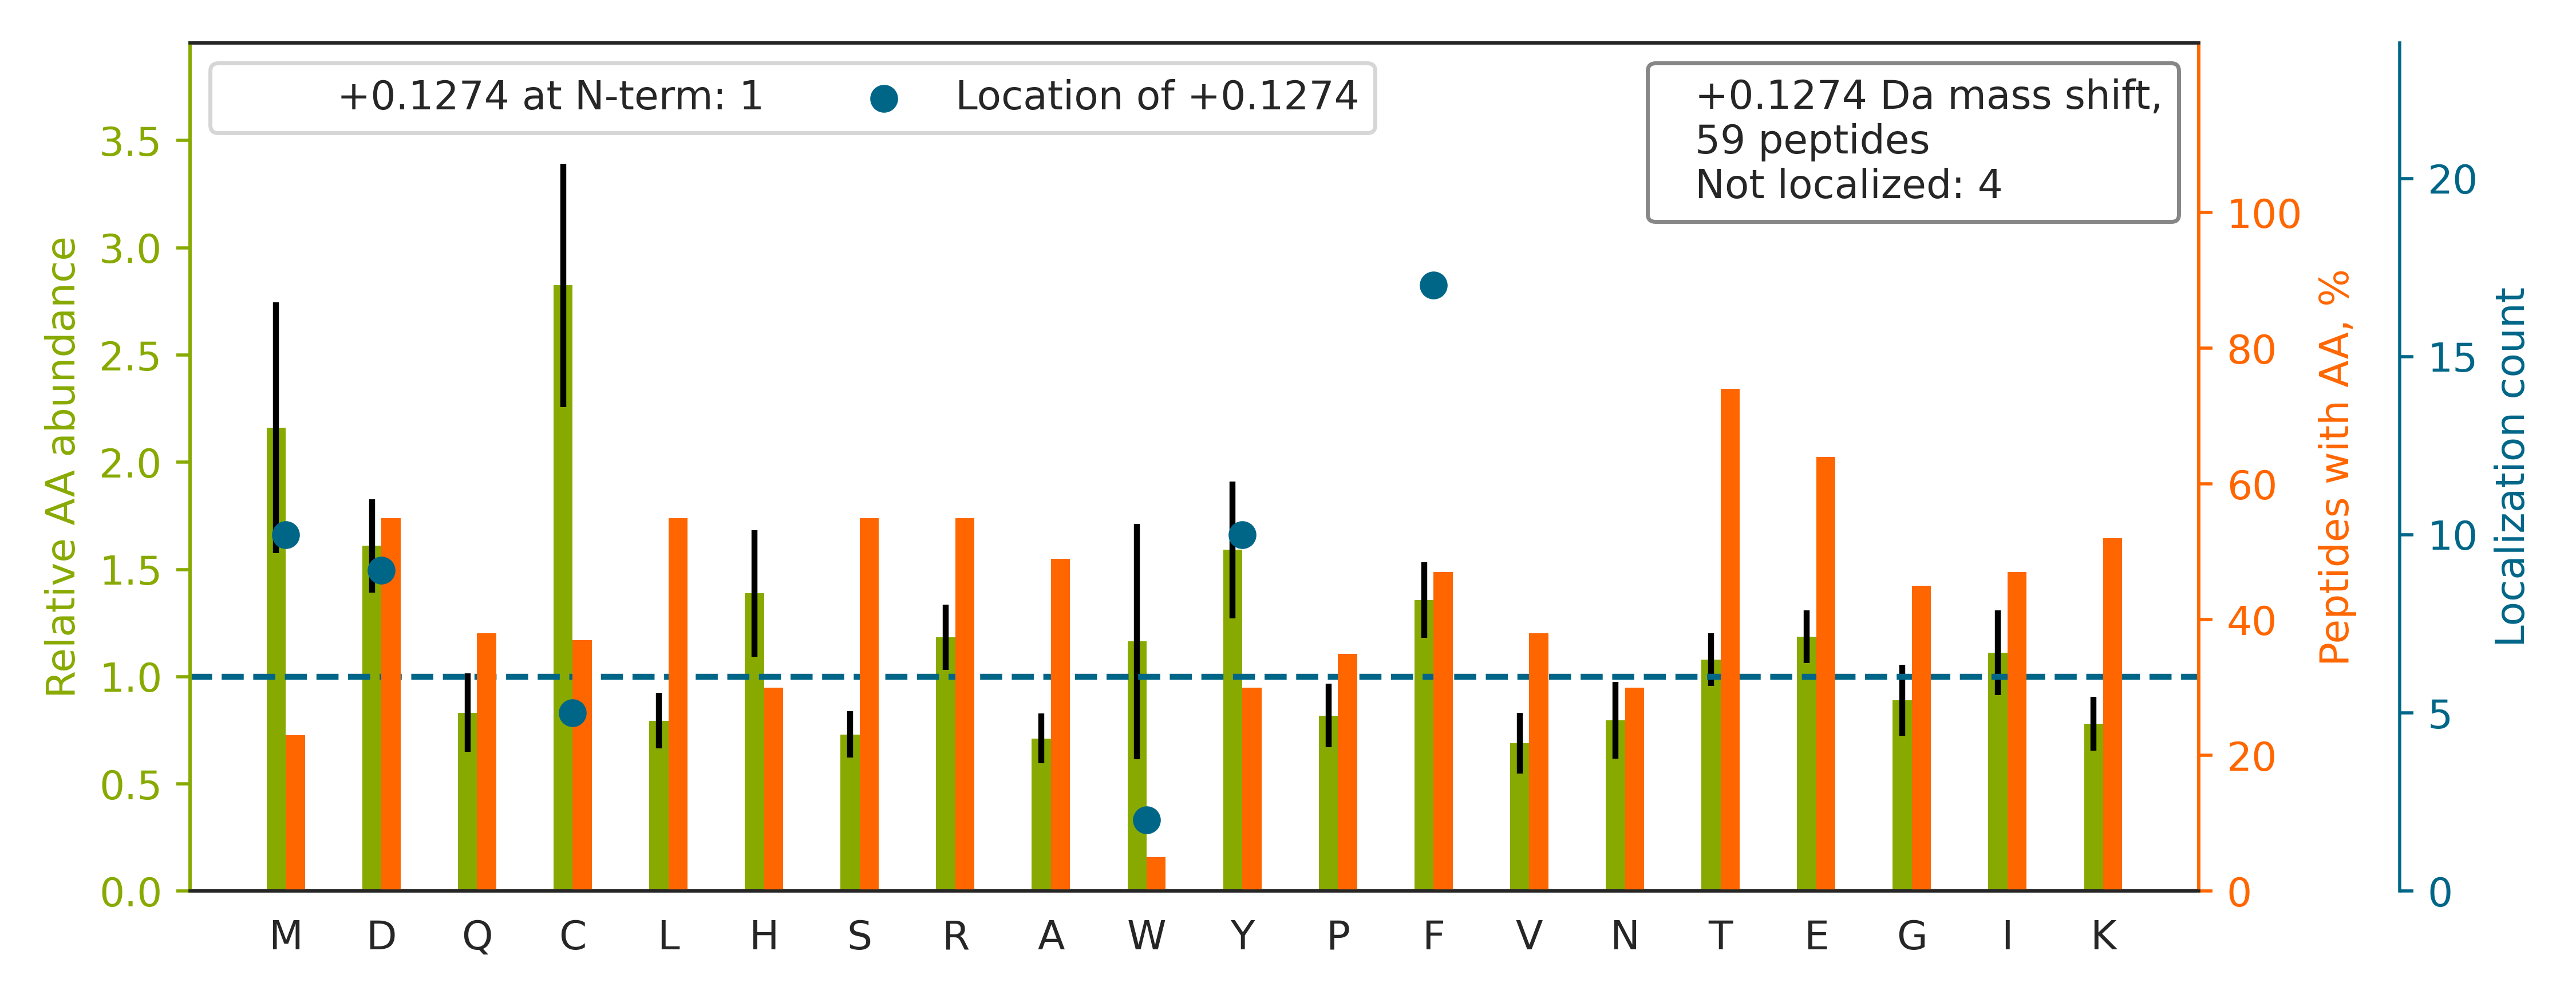 +0.1274 at N-term: 1
Location of +0.1274
+0.1274 Da mass shift,
59 peptides
Not localized: 4
Relative AA abundance
3.5
3.0
2.5
2.0
1.5
1.0
0.5
0.0
Peptides with AA, %
100
80
60
40
20
0
Localization count
20
15
10
5
0
M D Q C L H S R A W Y P F V N T E G I K